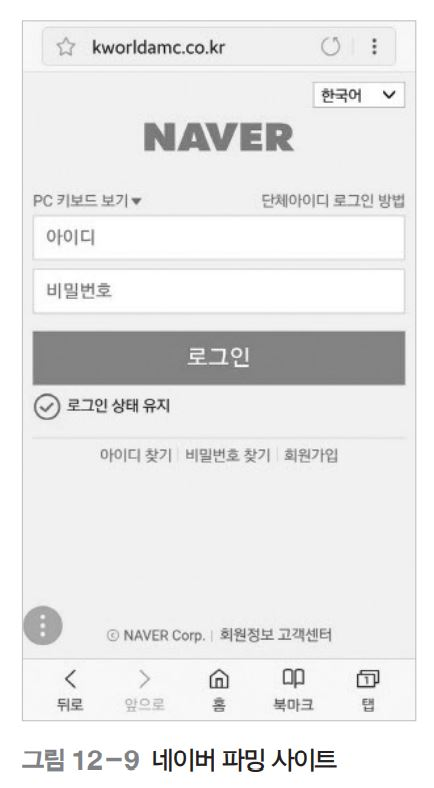 kworldamc.co.kr
한국어
NAVER
PC 키보드 보기▼ 단체아이디 로그인 방법
아이디
비밀번호
로그인
로그인 상태 유지
아이디 찾기 | 비밀번호 찾기 | 회원가입
ⓒ NAVER Corp. | 회원정보 고객센터
1
뒤로 앞으로 홈 북마크 탭
그림 12-9 네이버 파밍 사이트